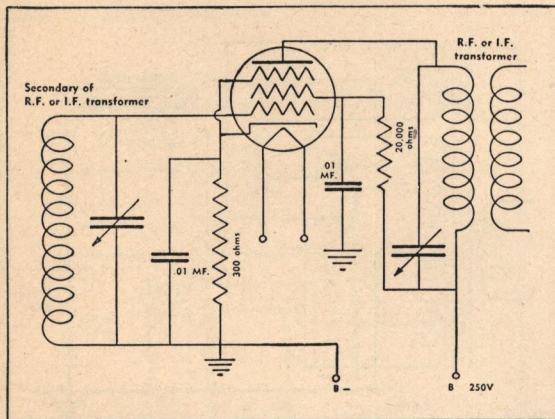 R.F. or I.F.
transformer
Secondary of
R.F. or I.F. transformer
20,000
ohms
01
MF.
.01 MF.
300 ohms
B –
B 250V